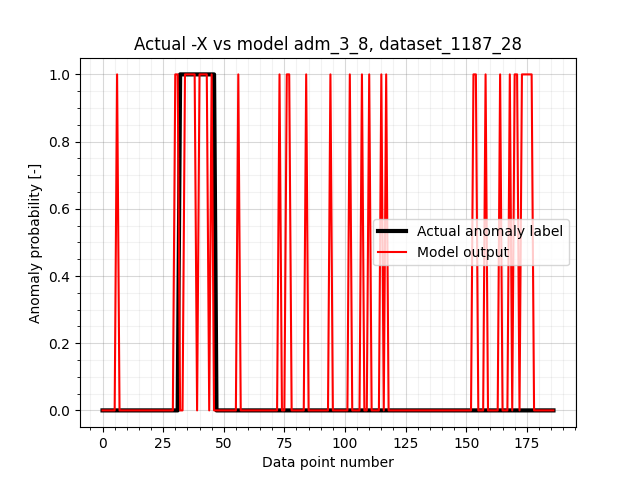 Actual -X vs model adm_3_8, dataset_1187_28
1.0
0.8
0.6
0.4
0.2
0.0
Anomaly probability [-]
Actual anomaly label
Model output
0 25 50 75 100 125 150 175
Data point number